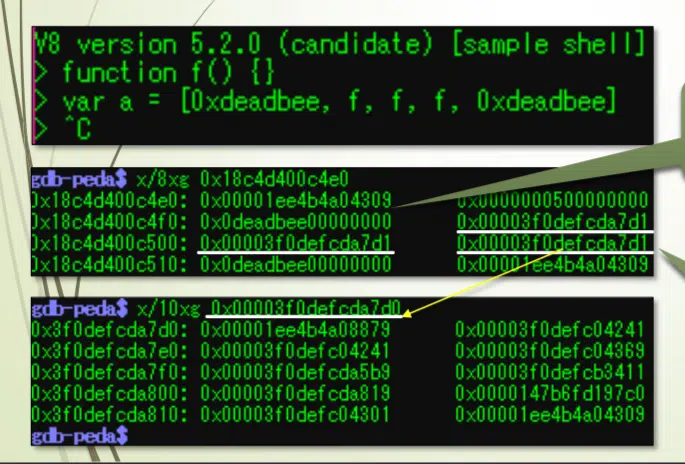 V8 version 5.2.0 (candidate) [sample shell]
> function f() {}
> var a = [0xdeadbee, f, f, f, 0xdeadbee]
> ^C
gdb-peda$ x/8xg 0x18c4d400c4e0
0x18c4d400c4e0: 0x00001ee4b4a04309 0x0000000500000000
0x18c4d400c4f0: 0x0deadbee00000000 0x00003f0defcda7d1
0x18c4d400c500: 0x00003f0defcda7d1 0x00003f0defcda7d1
0x18c4d400c510: 0x0deadbee00000000 0x00001ee4b4a04309
gdb-peda$ x/10xg 0x00003f0defcda7d0
0x3f0defcda7d0: 0x00001ee4b4a08879 0x00003f0defc04241
0x3f0defcda7e0: 0x00003f0defc04241 0x00003f0defc04369
0x3f0defcda7f0: 0x00003f0defcda5b9 0x00003f0defcb3411
0x3f0defcda800: 0x00003f0defcda819 0x0000147b6fd197c0
0x3f0defcda810: 0x00003f0defc04301 0x00001ee4b4a04309
gdb-peda$